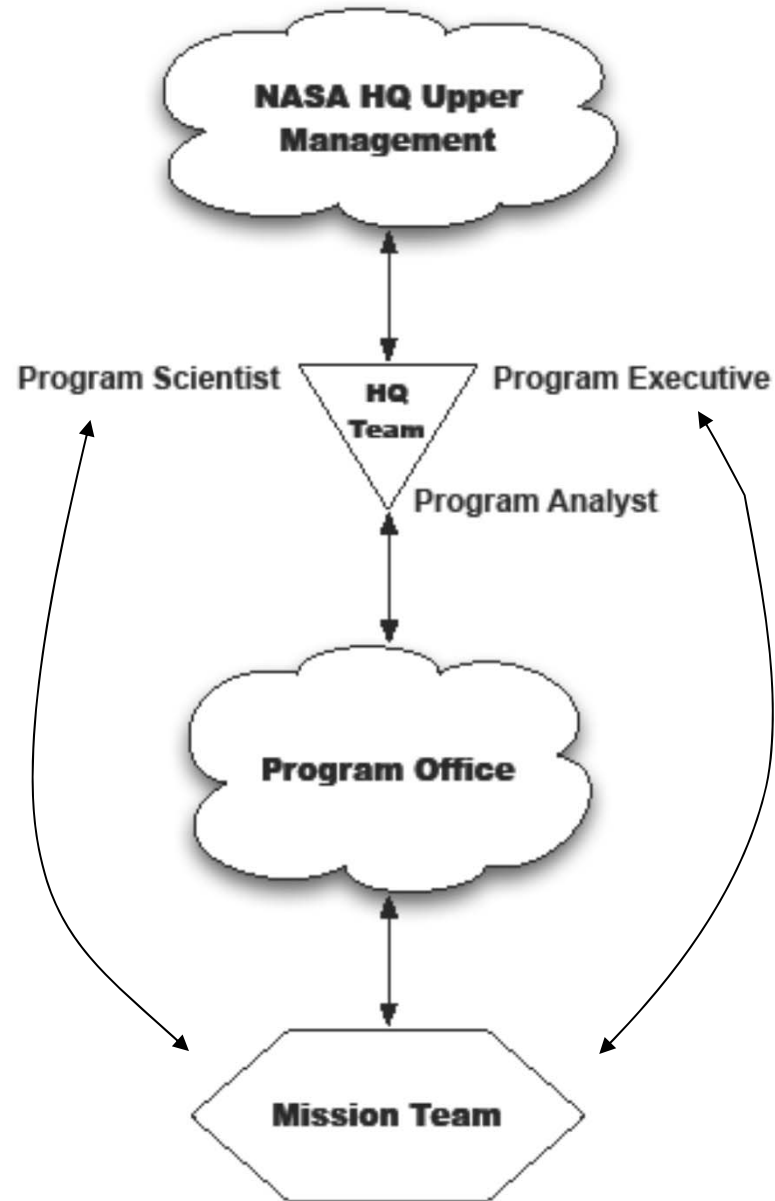 NASA HQ Upper
Management
Program Scientist
HQ
Team
Program Executive
Program Analyst
Program Office
Mission Team